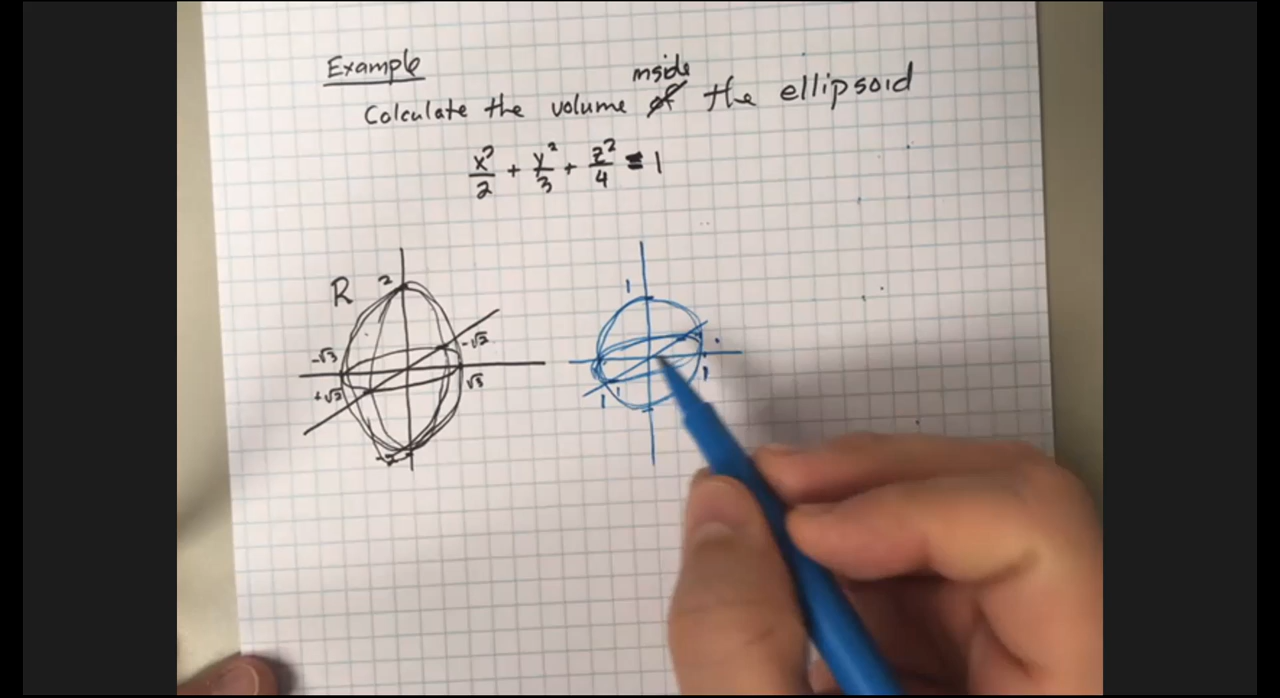 Example
Calculate the volume inside the ellipsoid
x²/2 + y²/3 + z²/4 = 1
R 2
-√3 -√2
+√2 √3
-2
1
1
1